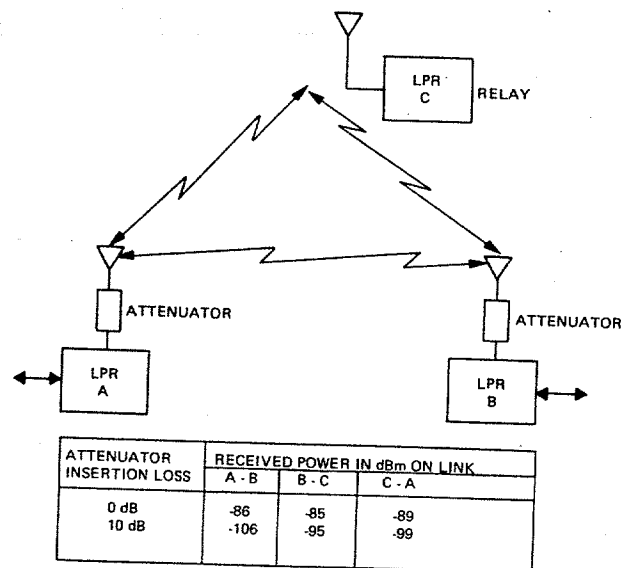 LPR
C
RELAY
ATTENUATOR
ATTENUATOR
LPR
A
LPR
B
ATTENUATOR
INSERTION LOSS
RECEIVED POWER IN dBm ON LINK
A - B B - C C - A
0 dB -86 -85 -89
10 dB -106 -95 -99